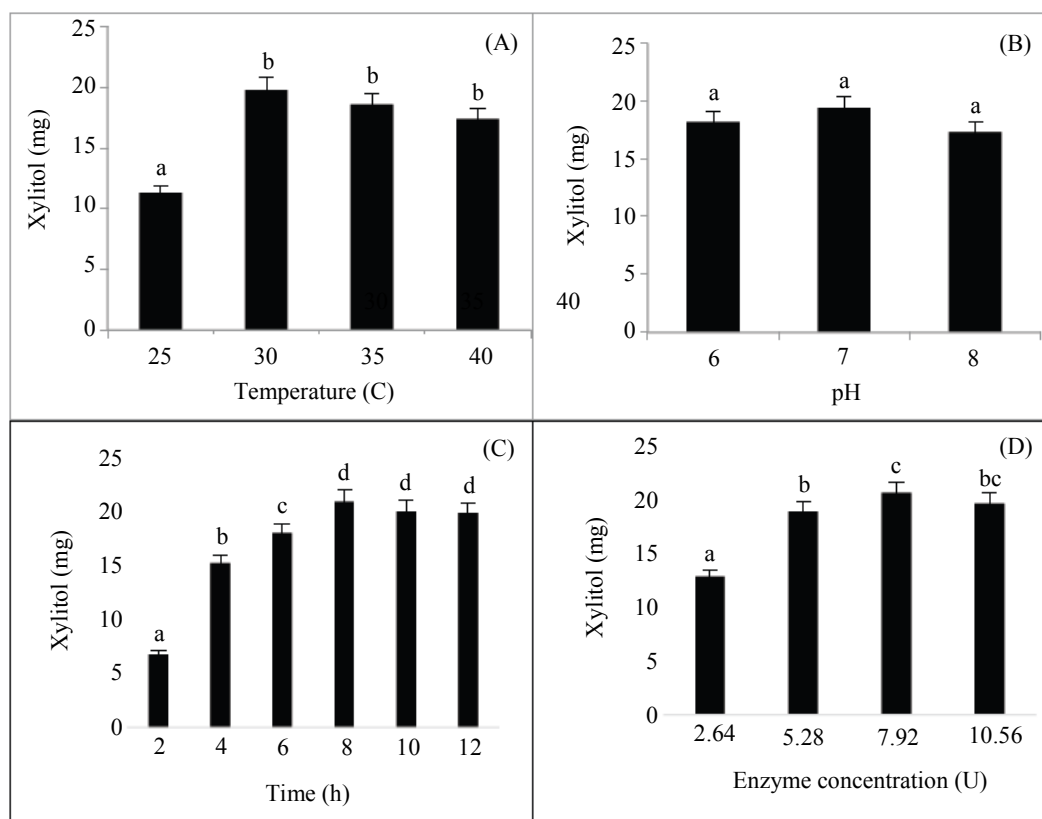 (A)
25
20
15
10
5
0
Xylitol (mg)
a
b
b
b
30
35
25
30
35
40
Temperature (C)
(B)
25
20
15
10
5
0
Xylitol (mg)
a
a
a
40
6
7
8
pH
(C)
25
20
15
10
5
0
Xylitol (mg)
a
b
c
d
d
d
2
4
6
8
10
12
Time (h)
(D)
25
20
15
10
5
0
Xylitol (mg)
a
b
c
bc
2.64
5.28
7.92
10.56
Enzyme concentration (U)